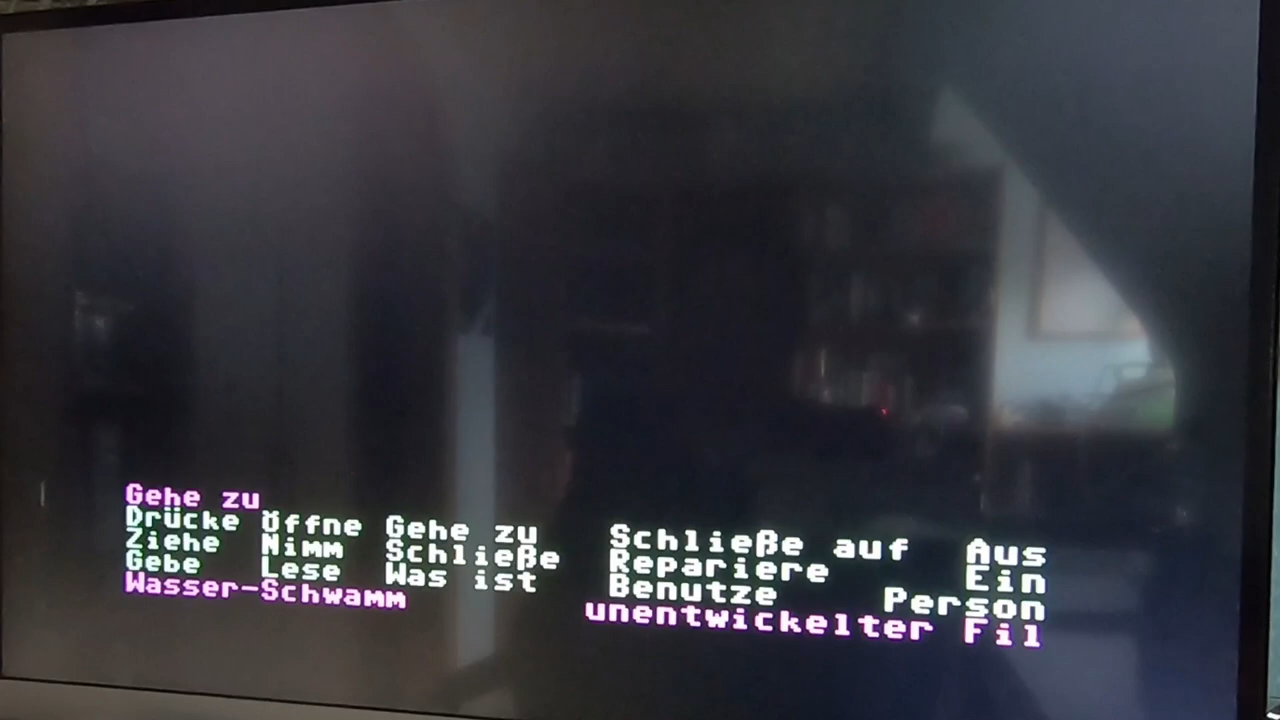 Gehe zu
Drücke Öffne Gehe zu Schließe auf Aus
Ziehe Nimm Schließe Repariere Ein
Gebe Lese Was ist Benutze Person
Wasser-Schwamm unentwickelter Fil